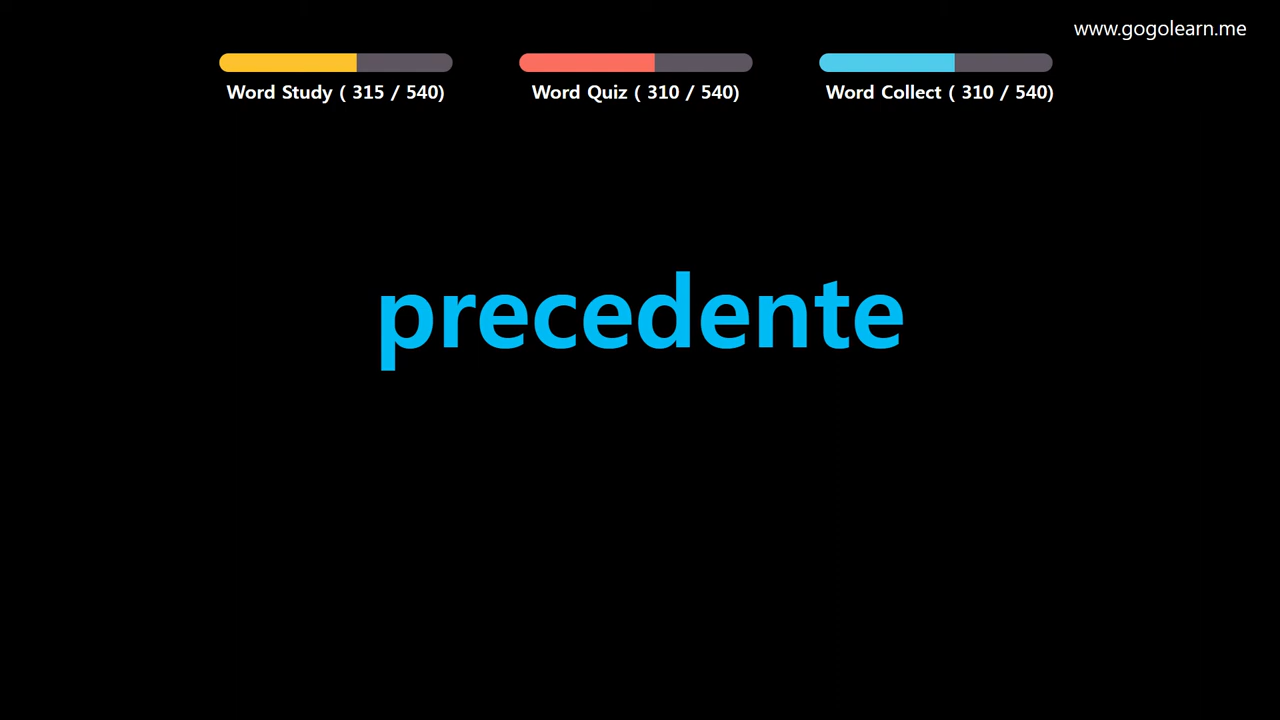 www.gogolearn.me
Word Study ( 315 / 540)
Word Quiz ( 310 / 540)
Word Collect ( 310 / 540)
precedente